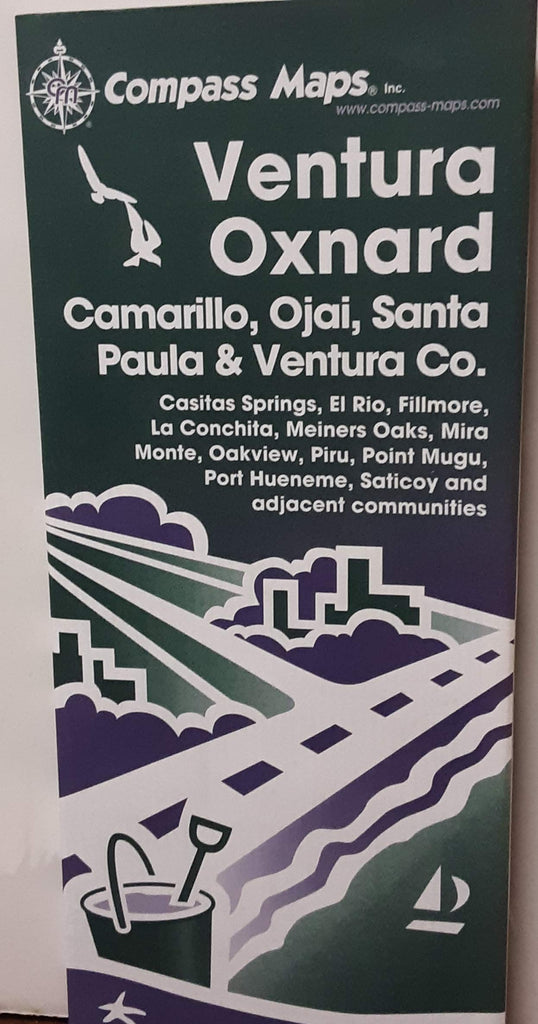 CM
Compass Maps® Inc.
www.compass-maps.com
Ventura
Oxnard
Camarillo, Ojai, Santa
Paula & Ventura Co.
Casitas Springs, El Rio, Fillmore,
La Conchita, Meiners Oaks, Mira
Monte, Oakview, Piru, Point Mugu,
Port Hueneme, Saticoy and
adjacent communities